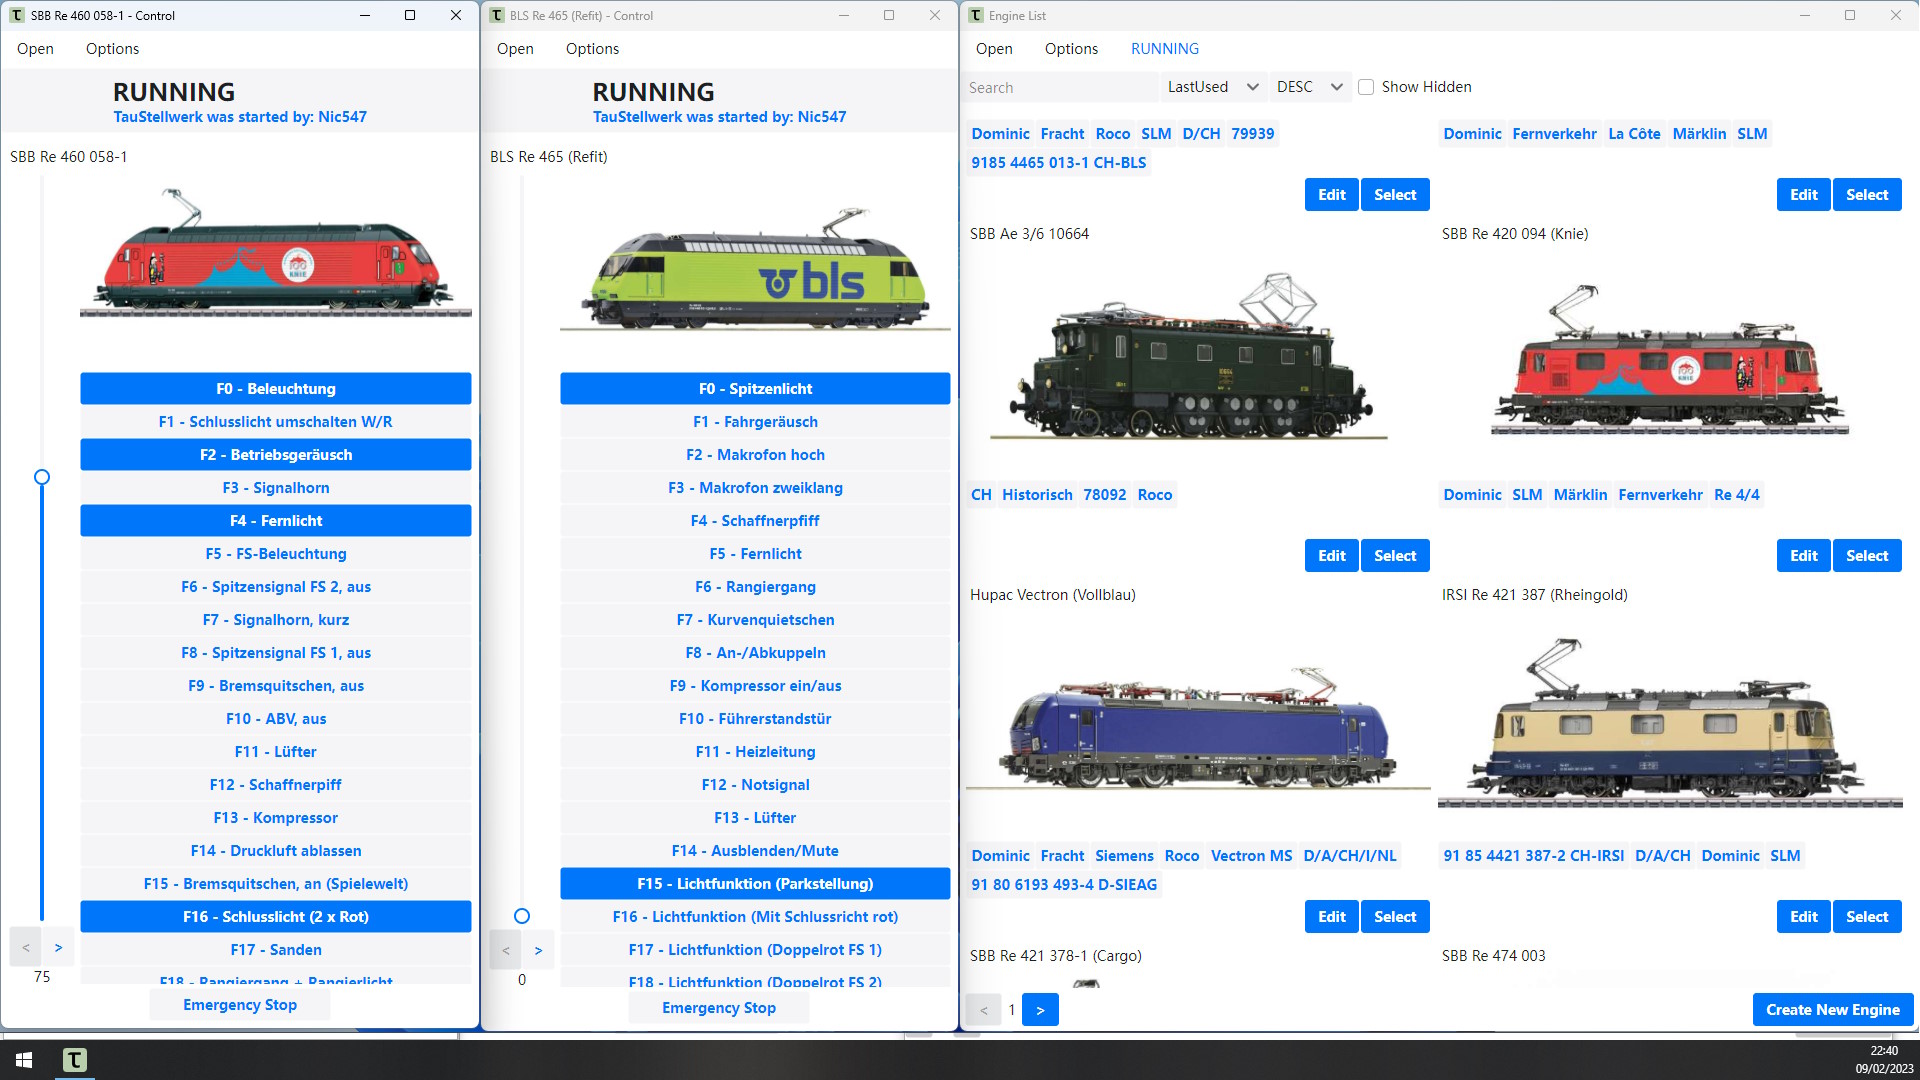 SBB Re 460 058-1 - Control
Open Options
RUNNING
TauStellwerk was started by: Nic547
SBB Re 460 058-1
100
KNIE
F0 - Beleuchtung
F1 - Schlusslicht umschalten W/R
F2 - Betriebsgeräusch
F3 - Signalhorn
F4 - Fernlicht
F5 - FS-Beleuchtung
F6 - Spitzensignal FS 2, aus
F7 - Signalhorn, kurz
F8 - Spitzensignal FS 1, aus
F9 - Bremsquitschen, aus
F10 - ABV, aus
F11 - Lüfter
F12 - Schaffnerpiff
F13 - Kompressor
F14 - Druckluft ablassen
F15 - Bremsquitschen, an (Spielewelt)
F16 - Schlusslicht (2 x Rot)
F17 - Sanden
F18 - Rangiergang + Rangierlicht
< >
75
Emergency Stop
BLS Re 465 (Refit) - Control
Open Options
RUNNING
TauStellwerk was started by: Nic547
BLS Re 465 (Refit)
bls
F0 - Spitzenlicht
F1 - Fahrgeräusch
F2 - Makrofon hoch
F3 - Makrofon zweiklang
F4 - Schaffnerpfiff
F5 - Fernlicht
F6 - Rangiergang
F7 - Kurvenquietschen
F8 - An-/Abkuppeln
F9 - Kompressor ein/aus
F10 - Führerstandstür
F11 - Heizleitung
F12 - Notsignal
F13 - Lüfter
F14 - Ausblenden/Mute
F15 - Lichtfunktion (Parkstellung)
F16 - Lichtfunktion (Mit Schlussricht rot)
F17 - Lichtfunktion (Doppelrot FS 1)
F18 - Lichtfunktion (Doppelrot FS 2)
< >
0
Emergency Stop
Engine List
Open Options RUNNING
Search LastUsed DESC Show Hidden
Dominic Fracht Roco SLM D/CH 79939
9185 4465 013-1 CH-BLS
Edit Select
Dominic Fernverkehr La Côte Märklin SLM
Edit Select
SBB Ae 3/6 10664
CH Historisch 78092 Roco
Edit Select
SBB Re 420 094 (Knie)
100
KNIE
Dominic SLM Märklin Fernverkehr Re 4/4
Edit Select
Hupac Vectron (Vollblau)
Dominic Fracht Siemens Roco Vectron MS D/A/CH/I/NL
91 80 6193 493-4 D-SIEAG
Edit Select
IRSI Re 421 387 (Rheingold)
91 85 4421 387-2 CH-IRSI D/A/CH Dominic SLM
Edit Select
SBB Re 421 378-1 (Cargo)
SBB Re 474 003
< 1 >
Create New Engine
22:40
09/02/2023